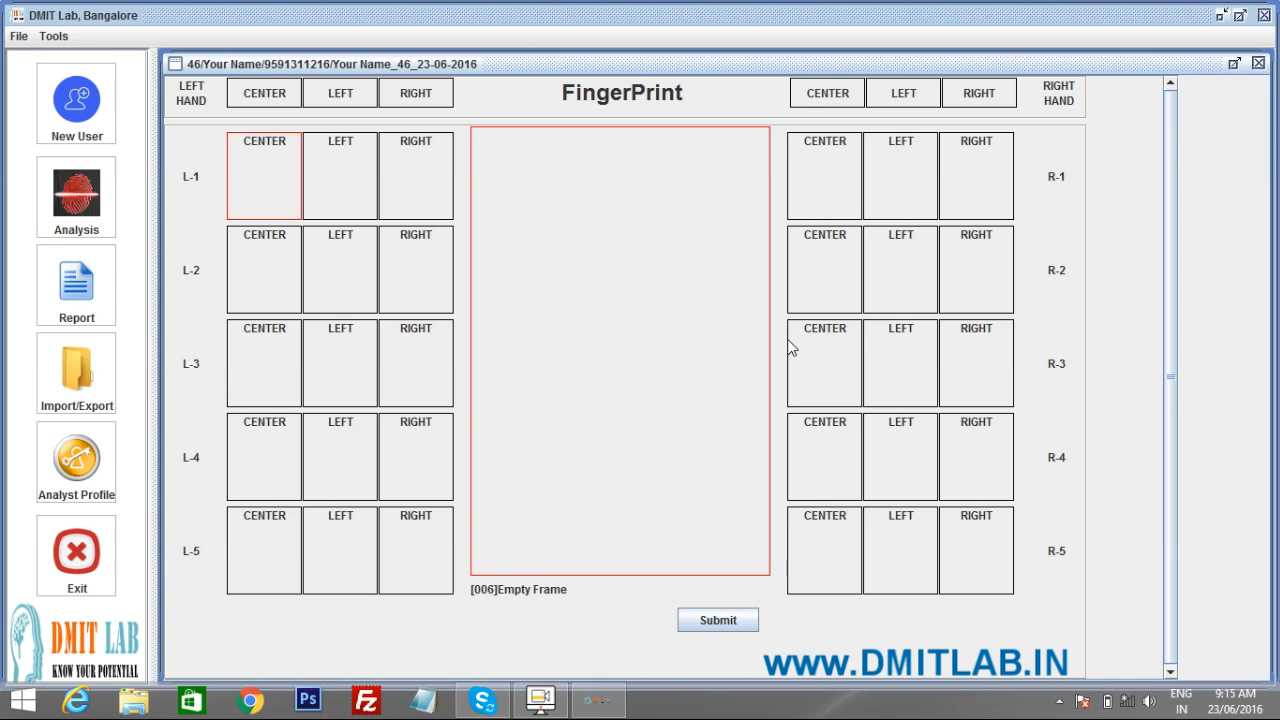 DMIT Lab, Bangalore
File Tools
New User
Analysis
Report
Import/Export
Analyst Profile
Exit
DMIT LAB
KNOW YOUR POTENTIAL
46/Your Name/9591311216/Your Name_46_23-06-2016
LEFT HAND CENTER LEFT RIGHT FingerPrint CENTER LEFT RIGHT RIGHT HAND
L-1 CENTER LEFT RIGHT CENTER LEFT RIGHT R-1
L-2 CENTER LEFT RIGHT CENTER LEFT RIGHT R-2
L-3 CENTER LEFT RIGHT CENTER LEFT RIGHT R-3
L-4 CENTER LEFT RIGHT CENTER LEFT RIGHT R-4
L-5 CENTER LEFT RIGHT CENTER LEFT RIGHT R-5
[006]Empty Frame
Submit
www.DMITLAB.IN
Ps
Fz
ENG 9:15 AM
IN 23/06/2016